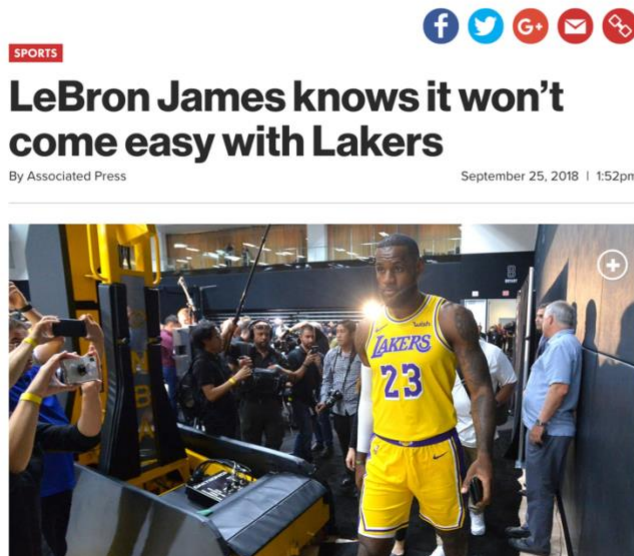 SPORTS
LeBron James knows it won't
come easy with Lakers
By Associated Press
September 25, 2018 | 1:52pm
LAKERS
23